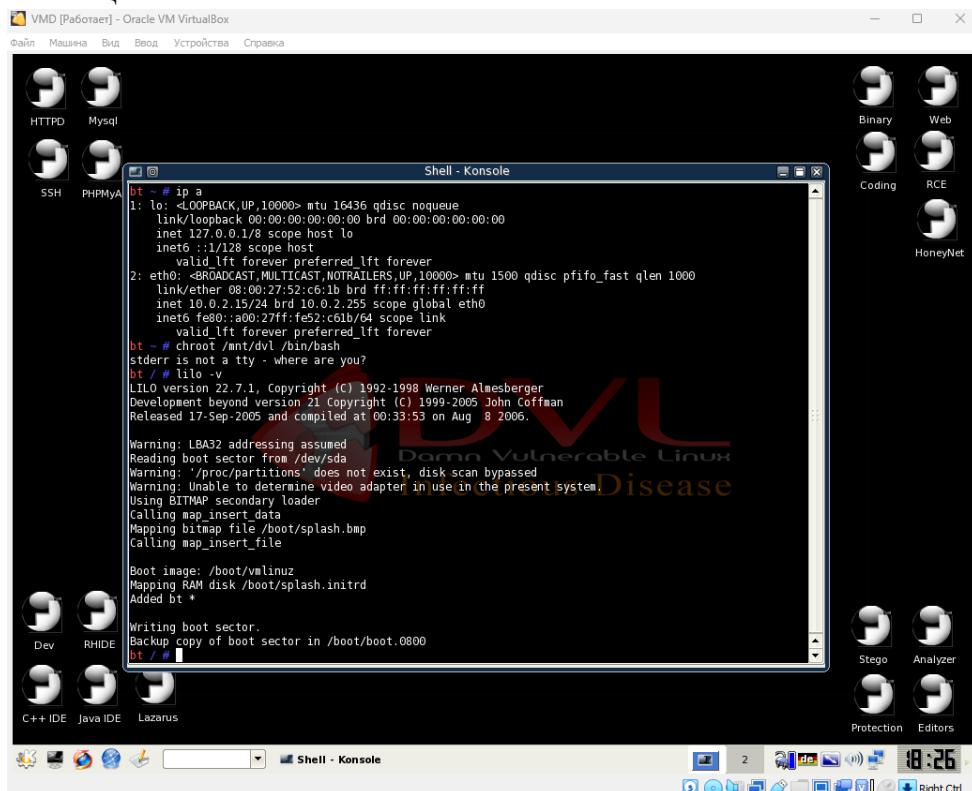 VMD [Работает] - Oracle VM VirtualBox
Файл Машина Вид Ввод Устройства Справка
HTTPD Mysql
Binary Web
SSH PHPMyA
Coding RCE
HoneyNet
Shell - Konsole
bt ~ # ip a
1: lo: <LOOPBACK,UP,10000> mtu 16436 qdisc noqueue
link/loopback 00:00:00:00:00:00 brd 00:00:00:00:00:00
inet 127.0.0.1/8 scope host lo
inet6 ::1/128 scope host
valid_lft forever preferred_lft forever
2: eth0: <BROADCAST,MULTICAST,NOTRAILERS,UP,10000> mtu 1500 qdisc pfifo_fast qlen 1000
link/ether 08:00:27:52:c6:1b brd ff:ff:ff:ff:ff:ff
inet 10.0.2.15/24 brd 10.0.2.255 scope global eth0
inet6 fe80::a00:27ff:fe52:c61b/64 scope link
valid_lft forever preferred_lft forever
bt ~ # chroot /mnt/dvl /bin/bash
stderr is not a tty - where are you?
bt / # lilo -v
LILO version 22.7.1, Copyright (C) 1992-1998 Werner Almesberger
Development beyond version 21 Copyright (C) 1999-2005 John Coffman
Released 17-Sep-2005 and compiled at 00:33:53 on Aug  8 2006.
Warning: LBA32 addressing assumed
Reading boot sector from /dev/sda
Warning: '/proc/partitions' does not exist, disk scan bypassed
Warning: Unable to determine video adapter in use in the present system.
Using BITMAP secondary loader
Calling map_insert_data
Mapping bitmap file /boot/splash.bmp
Calling map_insert_file
Boot image: /boot/vmlinuz
Mapping RAM disk /boot/splash.initrd
Added bt *
Writing boot sector.
Backup copy of boot sector in /boot/boot.0800
bt / #
DVL
Damn Vulnerable Linux
Infectious Disease
Dev RHIDE
Stego Analyzer
C++ IDE Java IDE Lazarus
Protection Editors
Shell - Konsole
2
de
18:26
Right Ctrl